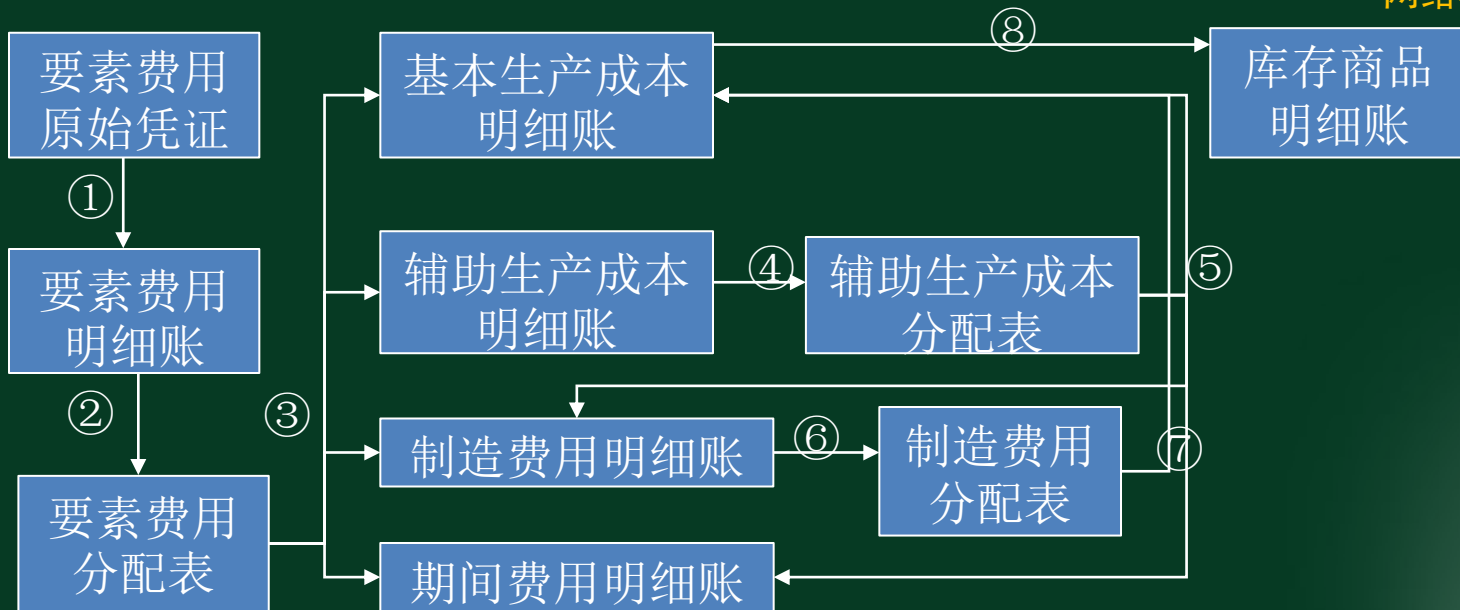 ⑧
要素费用
原始凭证
基本生产成本
明细账
库存商品
明细账
①
要素费用
明细账
辅助生产成本
明细账
④
辅助生产成本
分配表
⑤
②
③
制造费用明细账
⑥
制造费用
分配表
⑦
要素费用
分配表
期间费用明细账